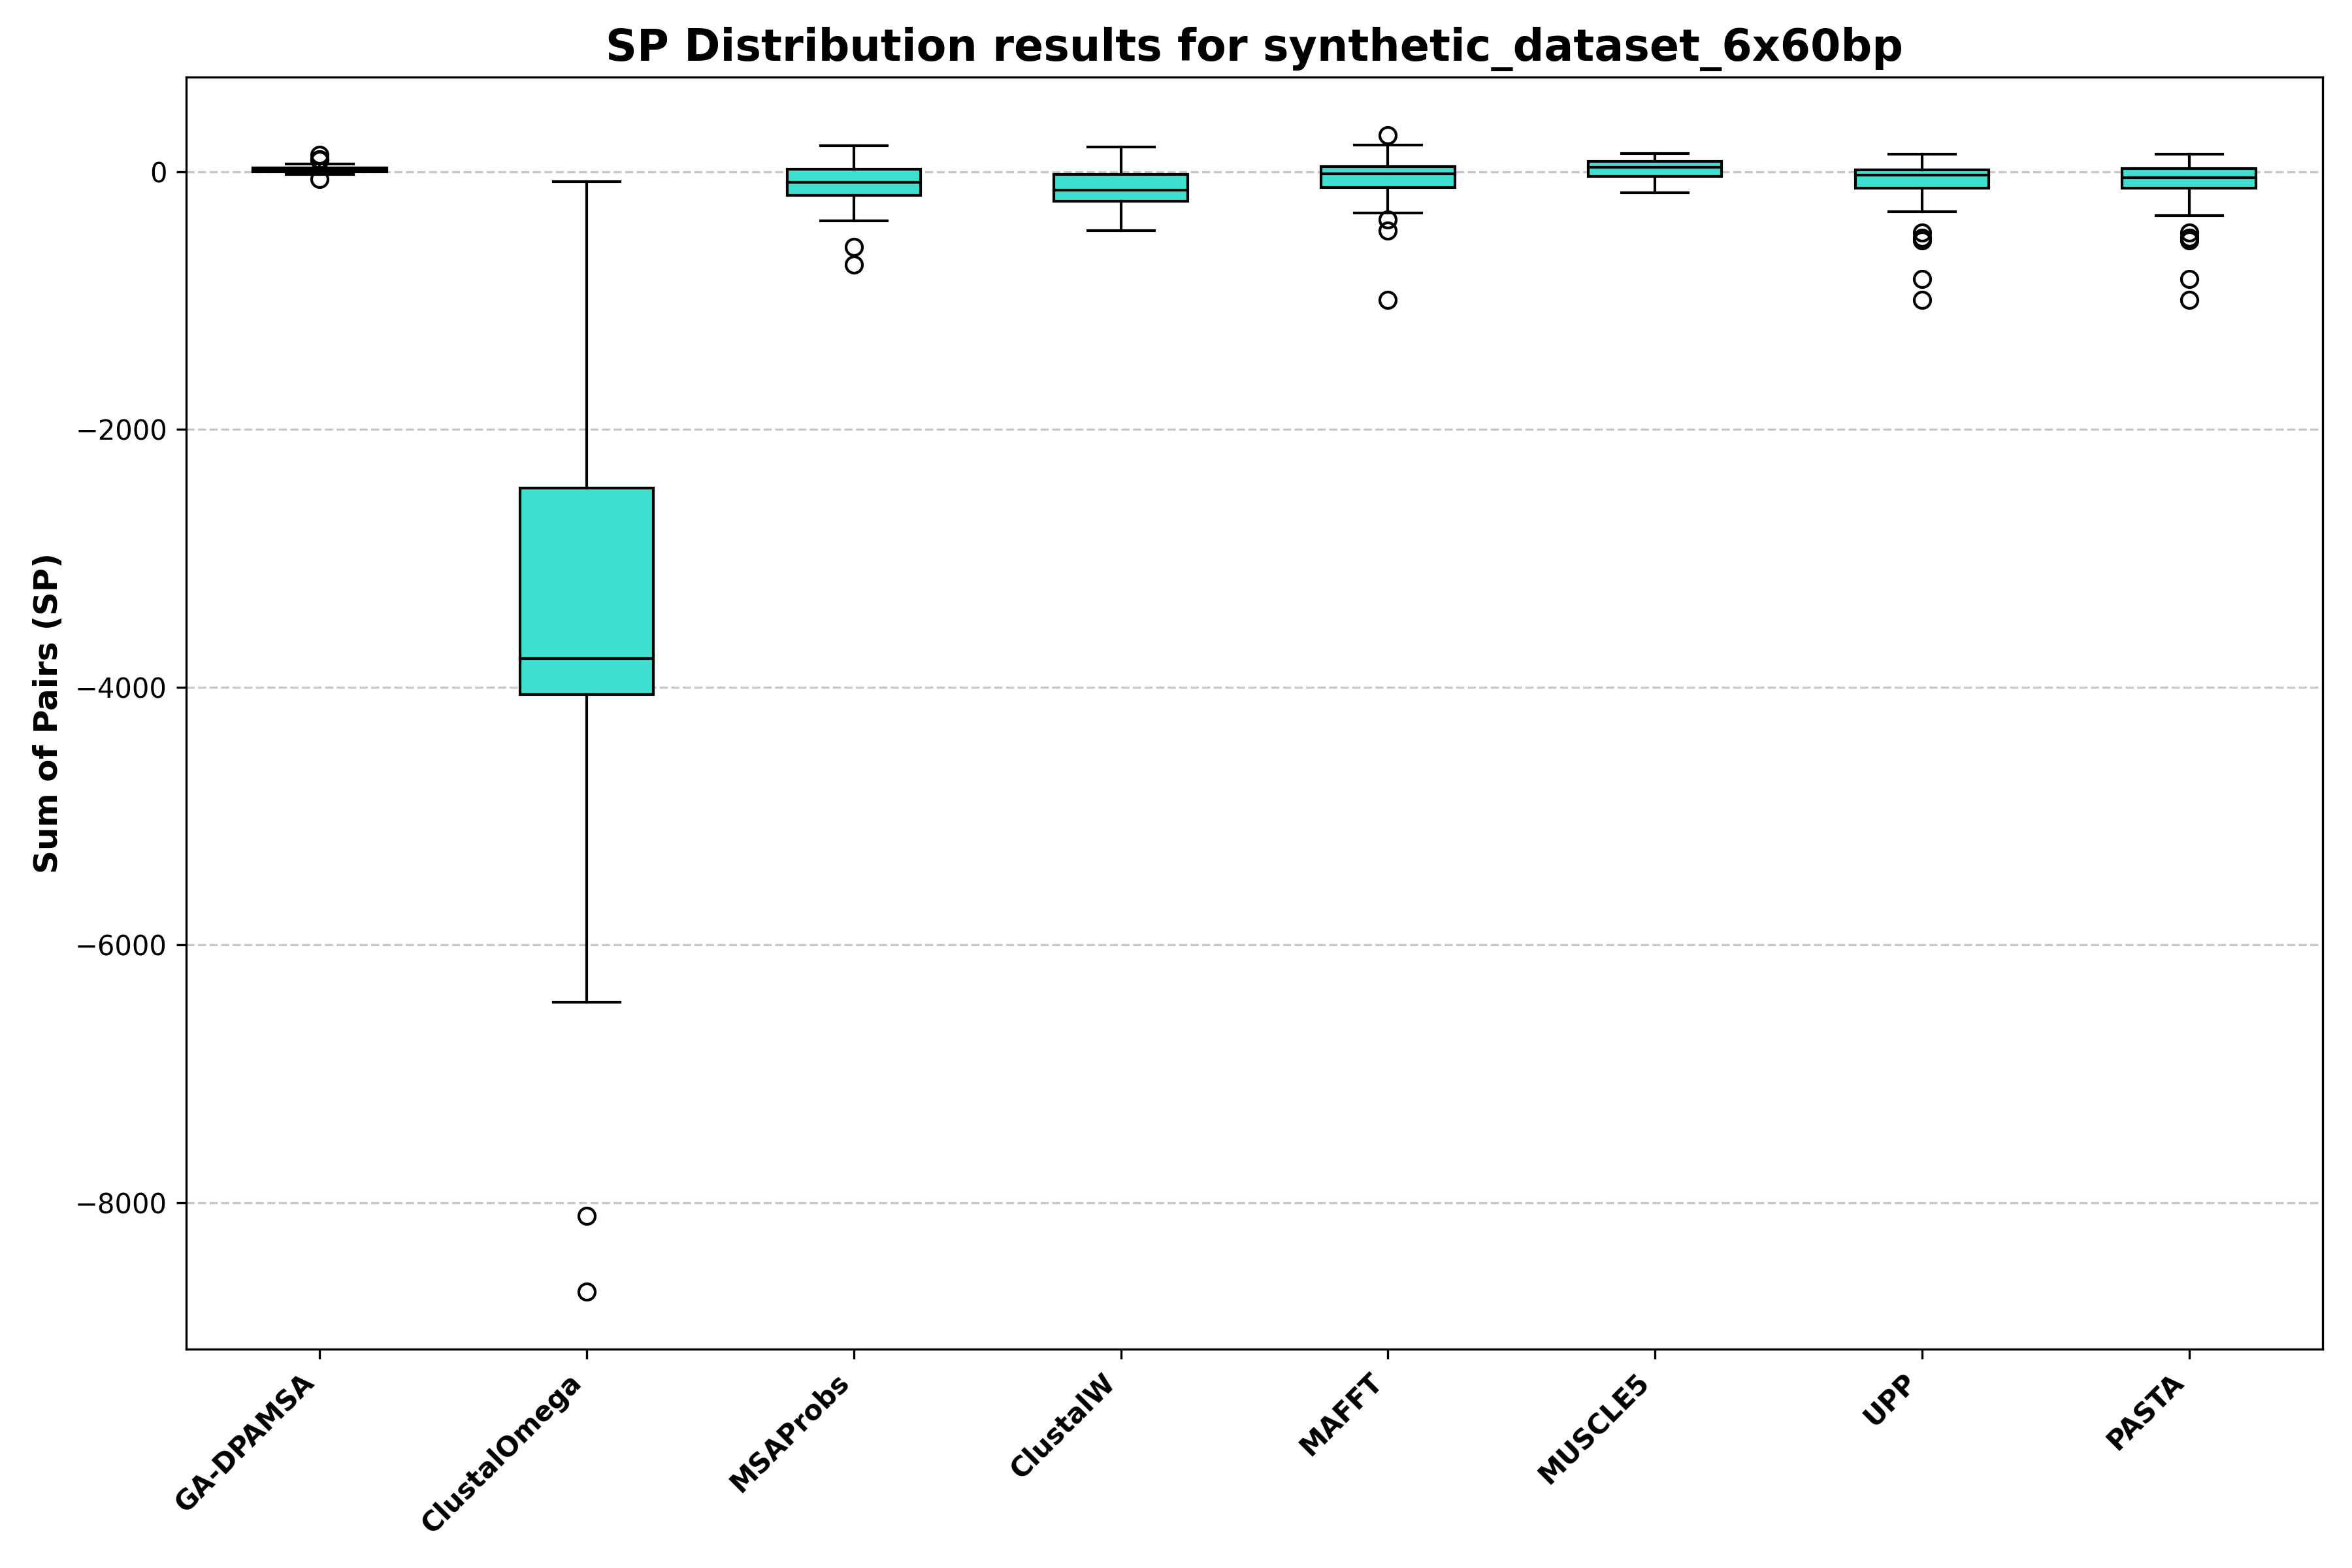 SP Distribution results for synthetic_dataset_6x60bp
Sum of Pairs (SP)
0
−2000
−4000
−6000
−8000
GA-DPAMSA
ClustalOmega
MSAProbs
ClustalW
MAFFT
MUSCLE5
UPP
PASTA